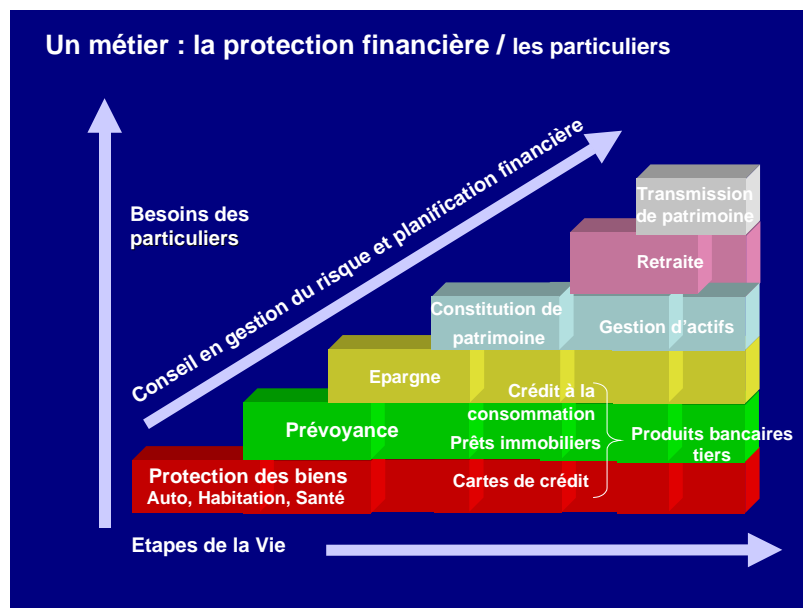 Un métier : la protection financière / les particuliers
Besoins des
particuliers
Conseil en gestion du risque et planification financière
Transmission
de patrimoine
Retraite
Constitution de
patrimoine
Gestion d'actifs
Epargne
Crédit à la
consommation
Prévoyance
Prêts immobiliers
Produits bancaires
tiers
Protection des biens
Auto, Habitation, Santé
Cartes de crédit
Etapes de la Vie